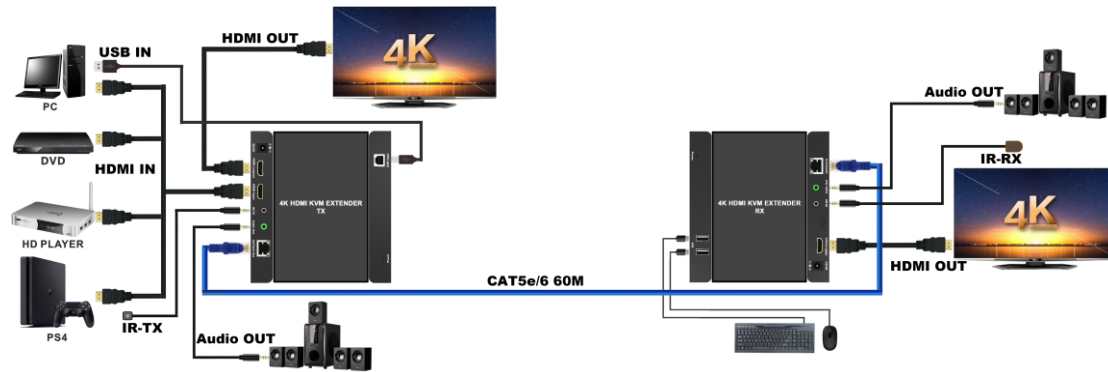 USB IN
HDMI OUT
4K
PC
DVD
HDMI IN
HD PLAYER
PS4
IR-TX
Audio OUT
4K HDMI KVM EXTENDER
TX
CAT5e/6 60M
4K HDMI KVM EXTENDER
RX
Audio OUT
IR-RX
4K
HDMI OUT